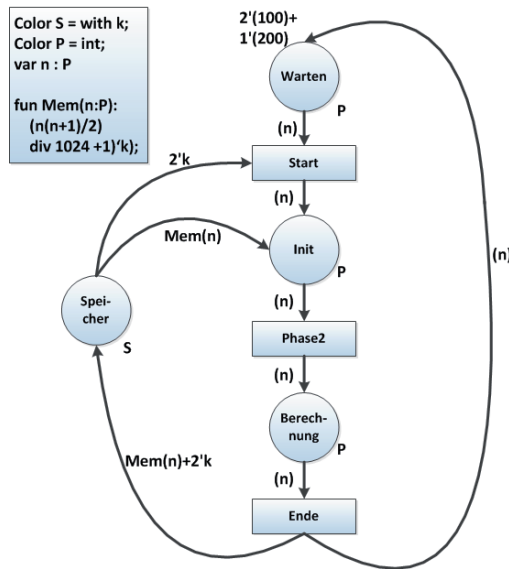 Color S = with k;
Color P = int;
var n : P
fun Mem(n:P):
(n(n+1)/2)
div 1024 +1)‘k);
2'(100)+
1'(200)
Warten
P
(n)
2'k
Start
(n)
Mem(n)
Init
P
(n)
(n)
Spei-
cher
S
Phase2
(n)
Berech-
nung
P
Mem(n)+2'k
(n)
Ende